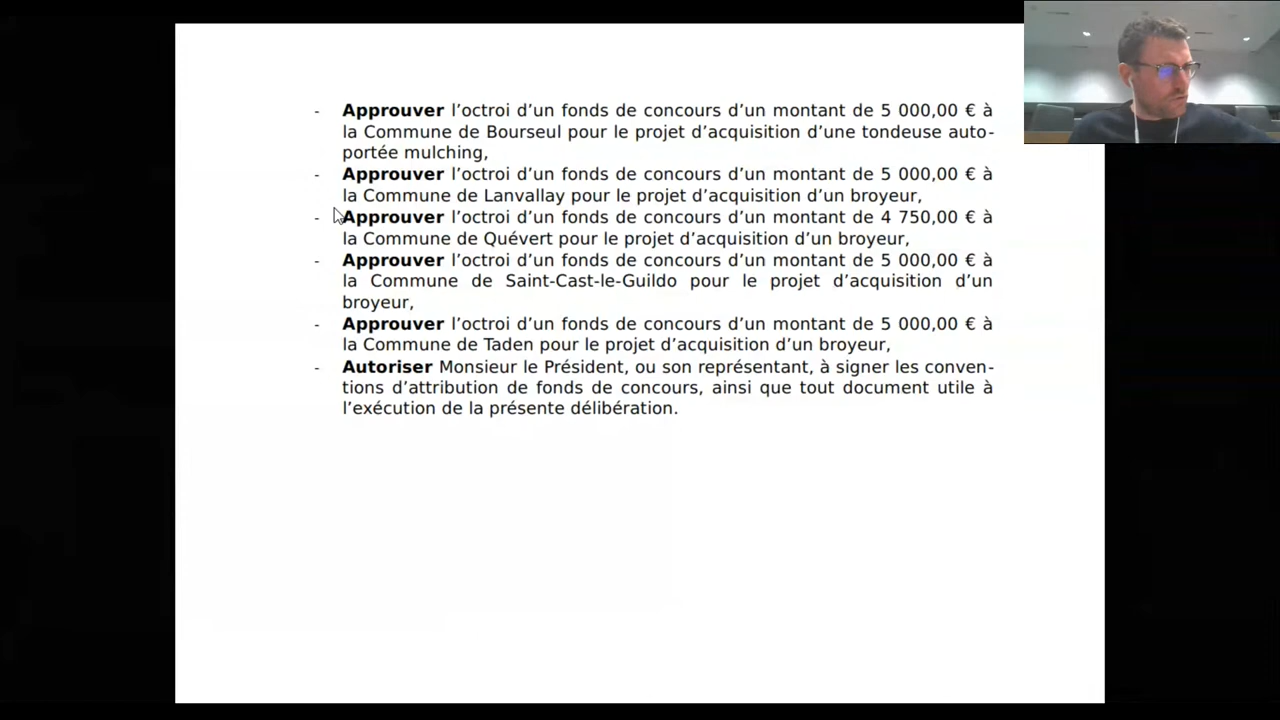 - Approuver l’octroi d’un fonds de concours d’un montant de 5 000,00 € à
la Commune de Bourseul pour le projet d’acquisition d’une tondeuse auto-
portée mulching,
- Approuver l’octroi d’un fonds de concours d’un montant de 5 000,00 € à
la Commune de Lanvallay pour le projet d’acquisition d’un broyeur,
- Approuver l’octroi d’un fonds de concours d’un montant de 4 750,00 € à
la Commune de Quévert pour le projet d’acquisition d’un broyeur,
- Approuver l’octroi d’un fonds de concours d’un montant de 5 000,00 € à
la Commune de Saint-Cast-le-Guildo pour le projet d’acquisition d’un
broyeur,
- Approuver l’octroi d’un fonds de concours d’un montant de 5 000,00 € à
la Commune de Taden pour le projet d’acquisition d’un broyeur,
- Autoriser Monsieur le Président, ou son représentant, à signer les conven-
tions d’attribution de fonds de concours, ainsi que tout document utile à
l’exécution de la présente délibération.